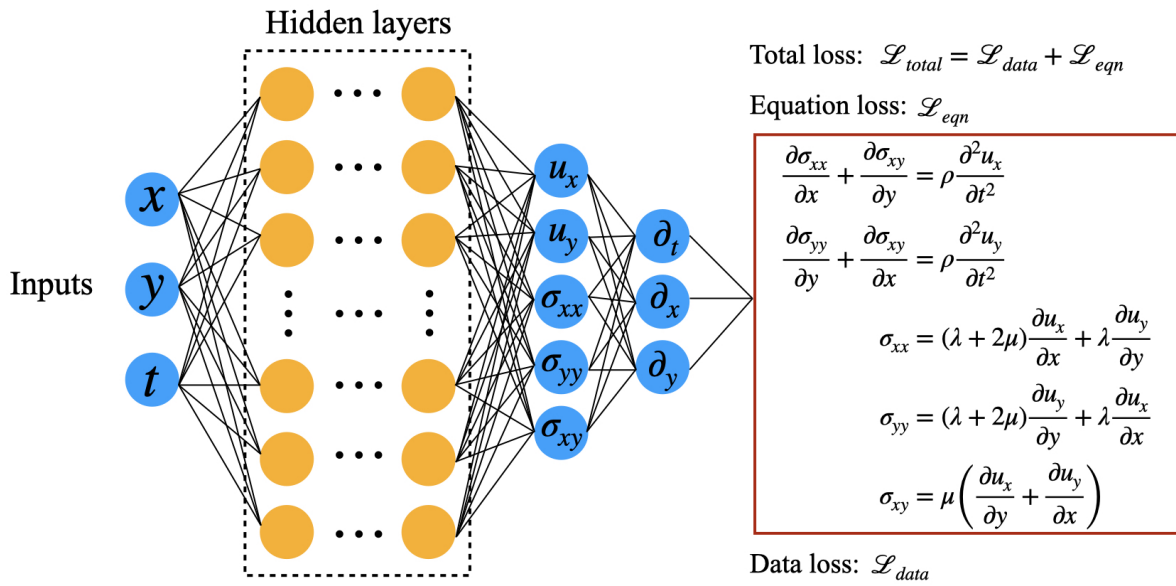 Hidden layers
Inputs
x
y
t
u_x
u_y
σ_xx
σ_yy
σ_xy
∂_t
∂_x
∂_y
Total loss: ℒ_total = ℒ_data + ℒ_eqn
Equation loss: ℒ_eqn
∂σ_xx/∂x + ∂σ_xy/∂y = ρ ∂²u_x/∂t²
∂σ_yy/∂y + ∂σ_xy/∂x = ρ ∂²u_y/∂t²
σ_xx = (λ + 2μ) ∂u_x/∂x + λ ∂u_y/∂y
σ_yy = (λ + 2μ) ∂u_y/∂y + λ ∂u_x/∂x
σ_xy = μ(∂u_x/∂y + ∂u_y/∂x)
Data loss: ℒ_data